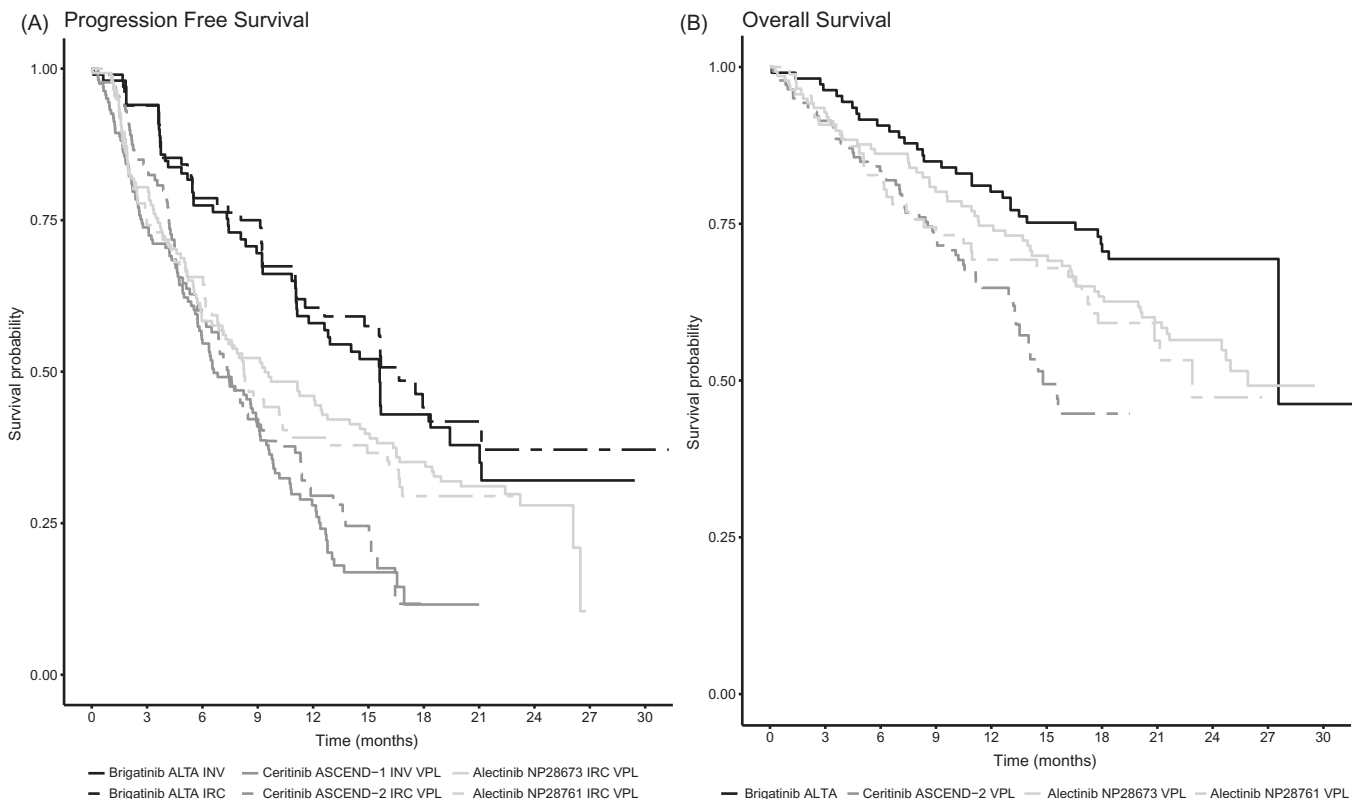 (A) Progression Free Survival
1.00
0.75
0.50
0.25
0.00
Survival probability
0 3 6 9 12 15 18 21 24 27 30
Time (months)
Brigatinib ALTA INV Ceritinib ASCEND−1 INV VPL Alectinib NP28673 IRC VPL
Brigatinib ALTA IRC Ceritinib ASCEND−2 IRC VPL Alectinib NP28761 IRC VPL
(B) Overall Survival
1.00
0.75
0.50
0.25
0.00
Survival probability
0 3 6 9 12 15 18 21 24 27 30
Time (months)
Brigatinib ALTA Ceritinib ASCEND−2 VPL Alectinib NP28673 VPL Alectinib NP28761 VPL